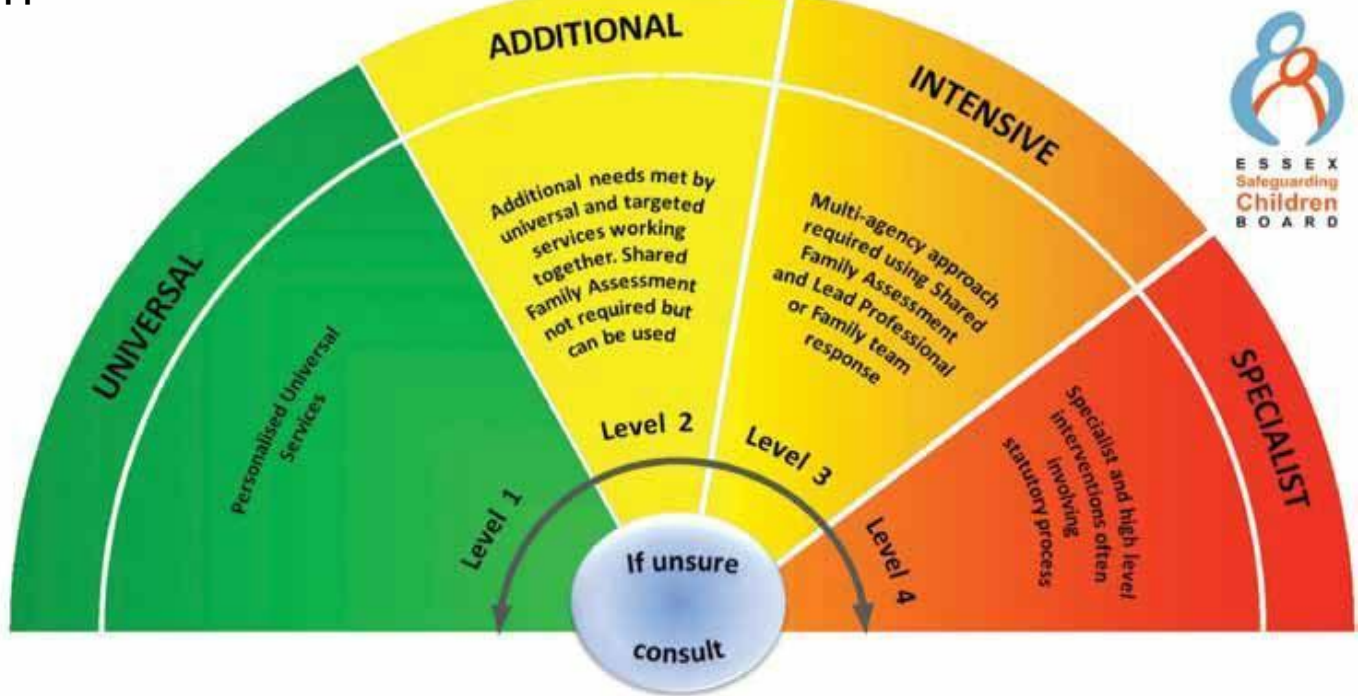 ADDITIONAL
INTENSIVE
UNIVERSAL
SPECIALIST
Personalised Universal
Services
Level 1
Additional needs met by
universal and targeted
services working
together. Shared
Family Assessment
not required but
can be used
Level 2
Multi-agency approach
required using Shared
Family Assessment
and Lead Professional
or Family team
response
Level 3
Specialist and high level
interventions often
involving
statutory process
Level 4
If unsure
consult
ESSEX
Safeguarding
Children
BOARD